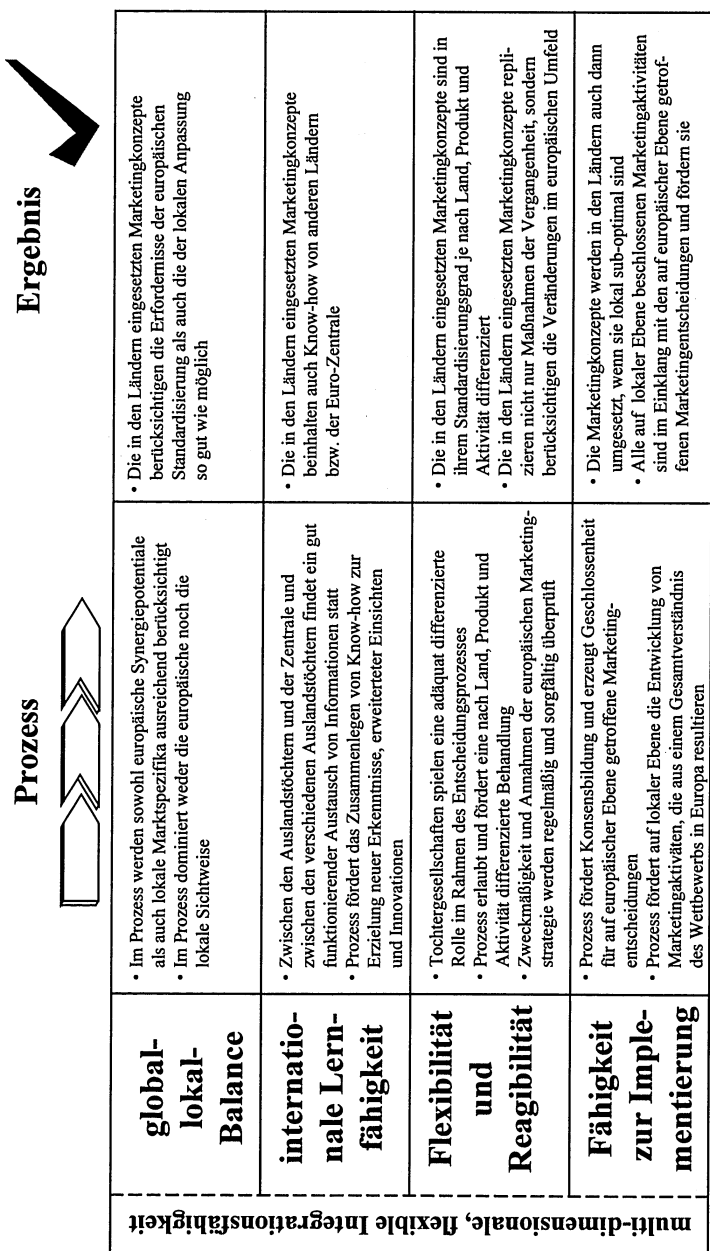 Prozess
Ergebnis
multi-dimensionale, flexible Integrationsfähigkeit
global-
lokal-
Balance
• Im Prozess werden sowohl europäische Synergiepotentiale
als auch lokale Marktspezifika ausreichend berücksichtigt
• Im Prozess dominiert weder die europäische noch die
lokale Sichtweise
• Die in den Ländern eingesetzten Marketingkonzepte
berücksichtigen die Erfordernisse der europäischen
Standardisierung als auch die der lokalen Anpassung
so gut wie möglich
internatio-
nale Lern-
fähigkeit
• Zwischen den Auslandstöchtern und der Zentrale und
zwischen den verschiedenen Auslandstöchtern findet ein gut
funktionierender Austausch von Informationen statt
• Prozess fördert das Zusammenlegen von Know-how zur
Erzielung neuer Erkenntnisse, erweiterteter Einsichten
und Innovationen
• Die in den Ländern eingesetzten Marketingkonzepte
beinhalten auch Know-how von anderen Ländern
bzw. der Euro-Zentrale
Flexibilität
und
Reagibilität
• Tochtergesellschaften spielen eine adäquat differenzierte
Rolle im Rahmen des Entscheidungsprozesses
• Prozess erlaubt und fördert eine nach Land, Produkt und
Aktivität differenzierte Behandlung
• Zweckmäßigkeit und Annahmen der europäischen Marketing-
strategie werden regelmäßig und sorgfältig überprüft
• Die in den Ländern eingesetzten Marketingkonzepte sind in
ihrem Standardisierungsgrad je nach Land, Produkt und
Aktivität differenziert
• Die in den Ländern eingesetzten Marketingkonzepte repli-
zieren nicht nur Maßnahmen der Vergangenheit, sondern
berücksichtigen die Veränderungen im europäischen Umfeld
Fähigkeit
zur Imple-
mentierung
• Prozess fördert Konsensbildung und erzeugt Geschlossenheit
für auf europäischer Ebene getroffene Marketing-
entscheidungen
• Prozess fördert auf lokaler Ebene die Entwicklung von
Marketingaktiväten, die aus einem Gesamtverständnis
des Wettbewerbs in Europa resultieren
• Die Marketingkonzepte werden in den Ländern auch dann
umgesetzt, wenn sie lokal sub-optimal sind
• Alle auf lokaler Ebene beschlossenen Marketingaktivitäten
sind im Einklang mit den auf europäischer Ebene getrof-
fenen Marketingentscheidungen und fördern sie